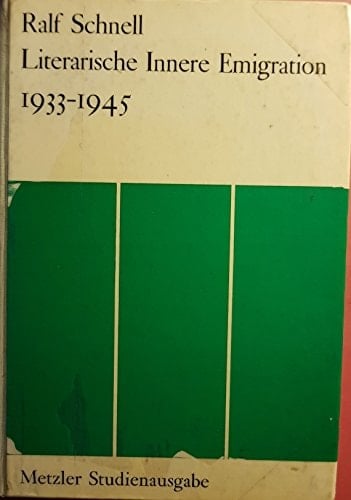 Ralf Schnell
Literarische Innere Emigration
1933-1945
Metzler Studienausgabe